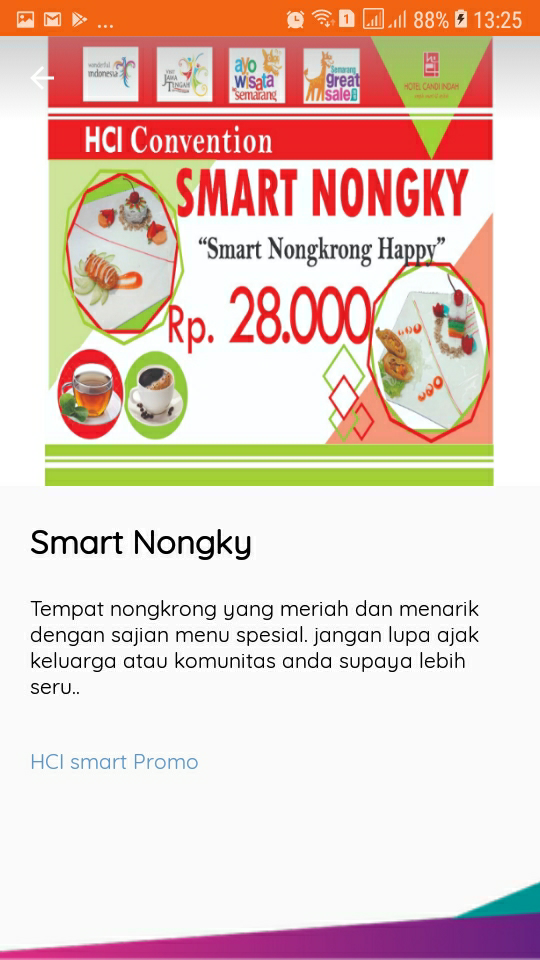 ... 1 88% 13:25
wonderful
indonesia
VISIT
JAWA
TENGAH
ayo
wisata
semarang
Semarang
great
sale
HOTEL CANDI INDAH
HCI Convention
SMART NONGKY
“Smart Nongkrong Happy”
Rp. 28.000
Smart Nongky
Tempat nongkrong yang meriah dan menarik
dengan sajian menu spesial. jangan lupa ajak
keluarga atau komunitas anda supaya lebih
seru..
HCI smart Promo